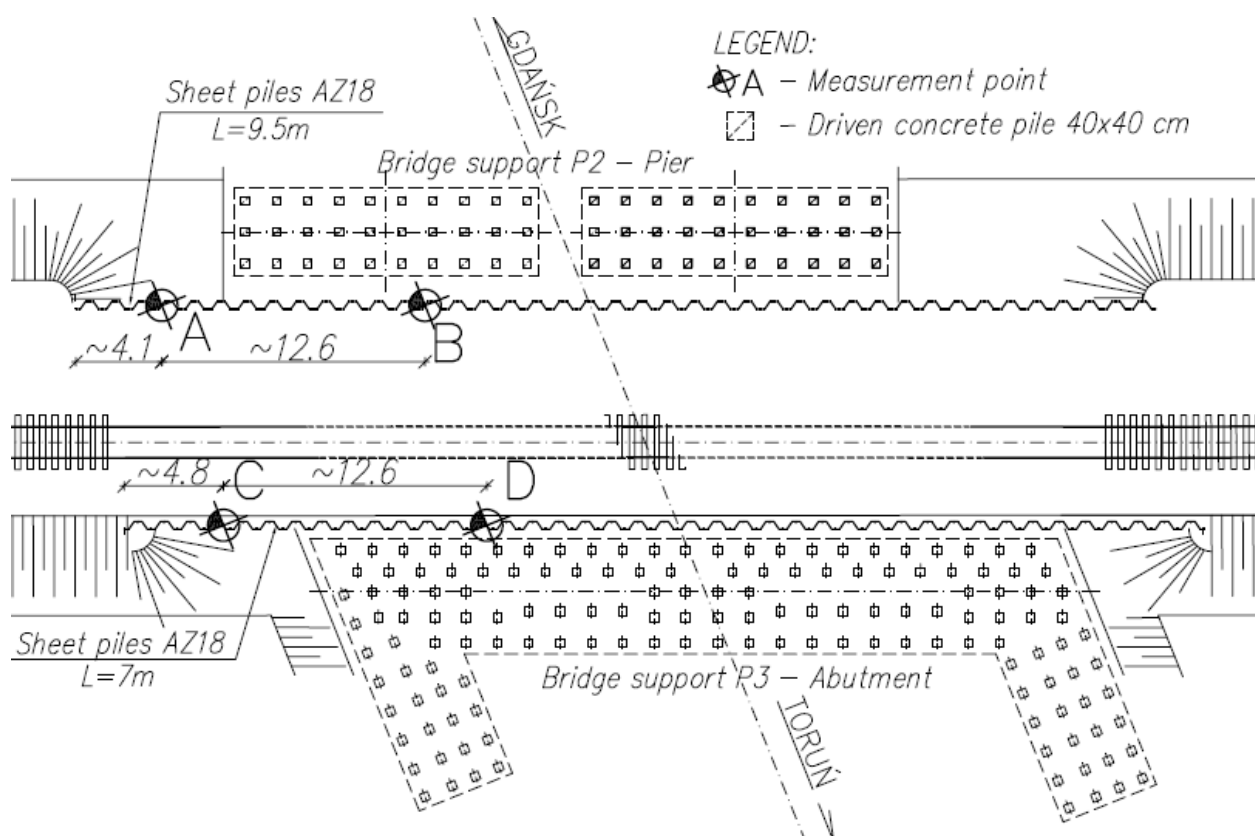 LEGEND:
A – Measurement point
– Driven concrete pile 40x40 cm
GDAŃSK
Sheet piles AZ18
L=9.5m
Bridge support P2 – Pier
A
B
~4.1
~12.6
~4.8
C
~12.6
D
Sheet piles AZ18
L=7m
Bridge support P3 – Abutment
TORUŃ